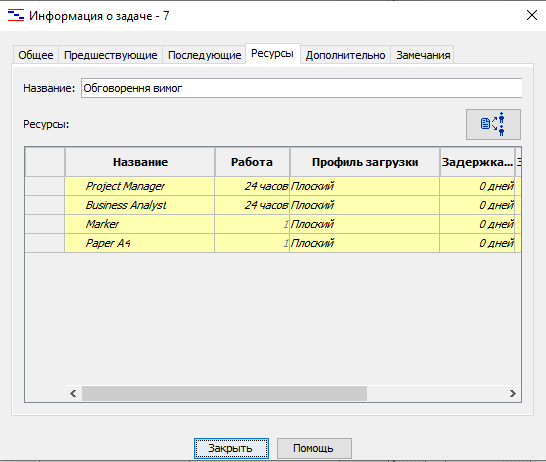 Информация о задаче - 7
Общее Предшествующие Последующие Ресурсы Дополнительно Замечания
Название: Обговорення вимог
Ресурсы:
Название Работа Профиль загрузки Задержка...
Project Manager 24 часов Плоский 0 дней
Business Analyst 24 часов Плоский 0 дней
Marker 1 Плоский 0 дней
Paper A4 1 Плоский 0 дней
Закрыть Помощь